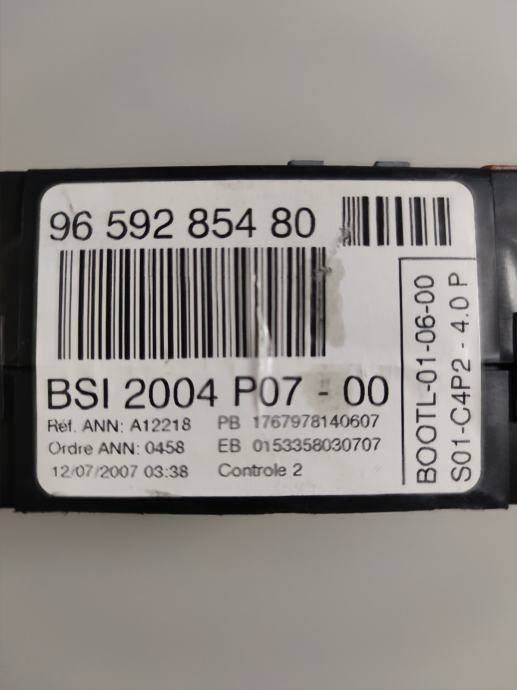 96 592 854 80
BSI 2004 P07 - 00
Réf. ANN: A12218 PB 1767978140607
Ordre ANN: 0458 EB 0153358030707
12/07/2007 03:38 Controle 2
BOOTL-01-06-00
S01-C4P2 - 4.0 P